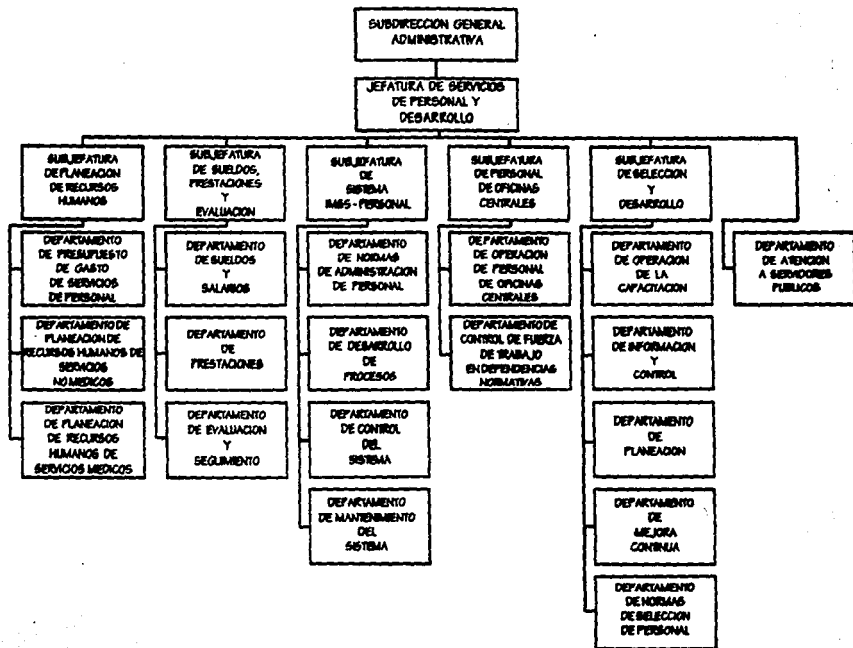 SUBDIRECCION GENERAL
ADMINISTRATIVA
JEFATURA DE SERVICIOS
DE PERSONAL Y
DESARROLLO
SUBJEFATURA
DE PLANEACION
DE RECURSOS
HUMANOS
SUBJEFATURA
DE SUELDOS,
PRESTACIONES
Y
EVALUACION
SUBJEFATURA
DE
SISTEMA
IMSS - PERSONAL
SUBJEFATURA
DE PERSONAL
DE OFICINAS
CENTRALES
SUBJEFATURA
DE SELECCION
Y
DESARROLLO
DEPARTAMENTO
DE PRESUPUESTO
DE GASTO
DE SERVICIOS
DE PERSONAL
DEPARTAMENTO
DE SUELDOS
Y
SALARIOS
DEPARTAMENTO
DE NORMAS
DE ADMINISTRACION
DE PERSONAL
DEPARTAMENTO
DE OPERACION
DE PERSONAL
DE OFICINAS
CENTRALES
DEPARTAMENTO
DE OPERACION
DE LA
CAPACITACION
DEPARTAMENTO
DE ATENCION
A SERVIDORES
PUBLICOS
DEPARTAMENTO DE
PLANEACION DE
RECURSOS HUMANOS DE
SERVICIOS
NO MEDICOS
DEPARTAMENTO
DE
PRESTACIONES
DEPARTAMENTO
DE DESARROLLO
DE
PROCESOS
DEPARTAMENTO DE
CONTROL DE FUERZA
DE TRABAJO
EN DEPENDENCIAS
NORMATIVAS
DEPARTAMENTO
DE INFORMACION
Y
CONTROL
DEPARTAMENTO
DE PLANEACION
DE RECURSOS
HUMANOS DE
SERVICIOS MEDICOS
DEPARTAMENTO
DE EVALUACION
Y
SEGUIMIENTO
DEPARTAMENTO
DE CONTROL
DEL
SISTEMA
DEPARTAMENTO
DE
PLANEACION
DEPARTAMENTO
DE MANTENIMIENTO
DEL
SISTEMA
DEPARTAMENTO
DE
MEJORA
CONTINUA
DEPARTAMENTO
DE NORMAS
DE SELECCION
DE PERSONAL